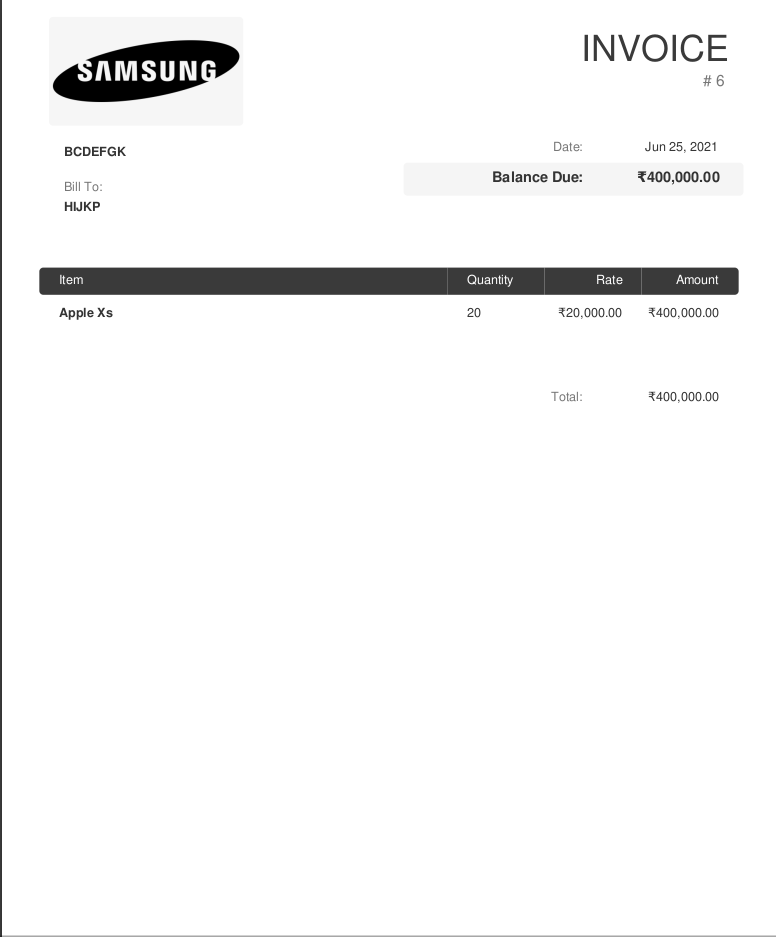 SAMSUNG
INVOICE
# 6
BCDEFGK
Date: Jun 25, 2021
Balance Due: ₹400,000.00
Bill To:
HIJKP
Item Quantity Rate Amount
Apple Xs 20 ₹20,000.00 ₹400,000.00
Total: ₹400,000.00